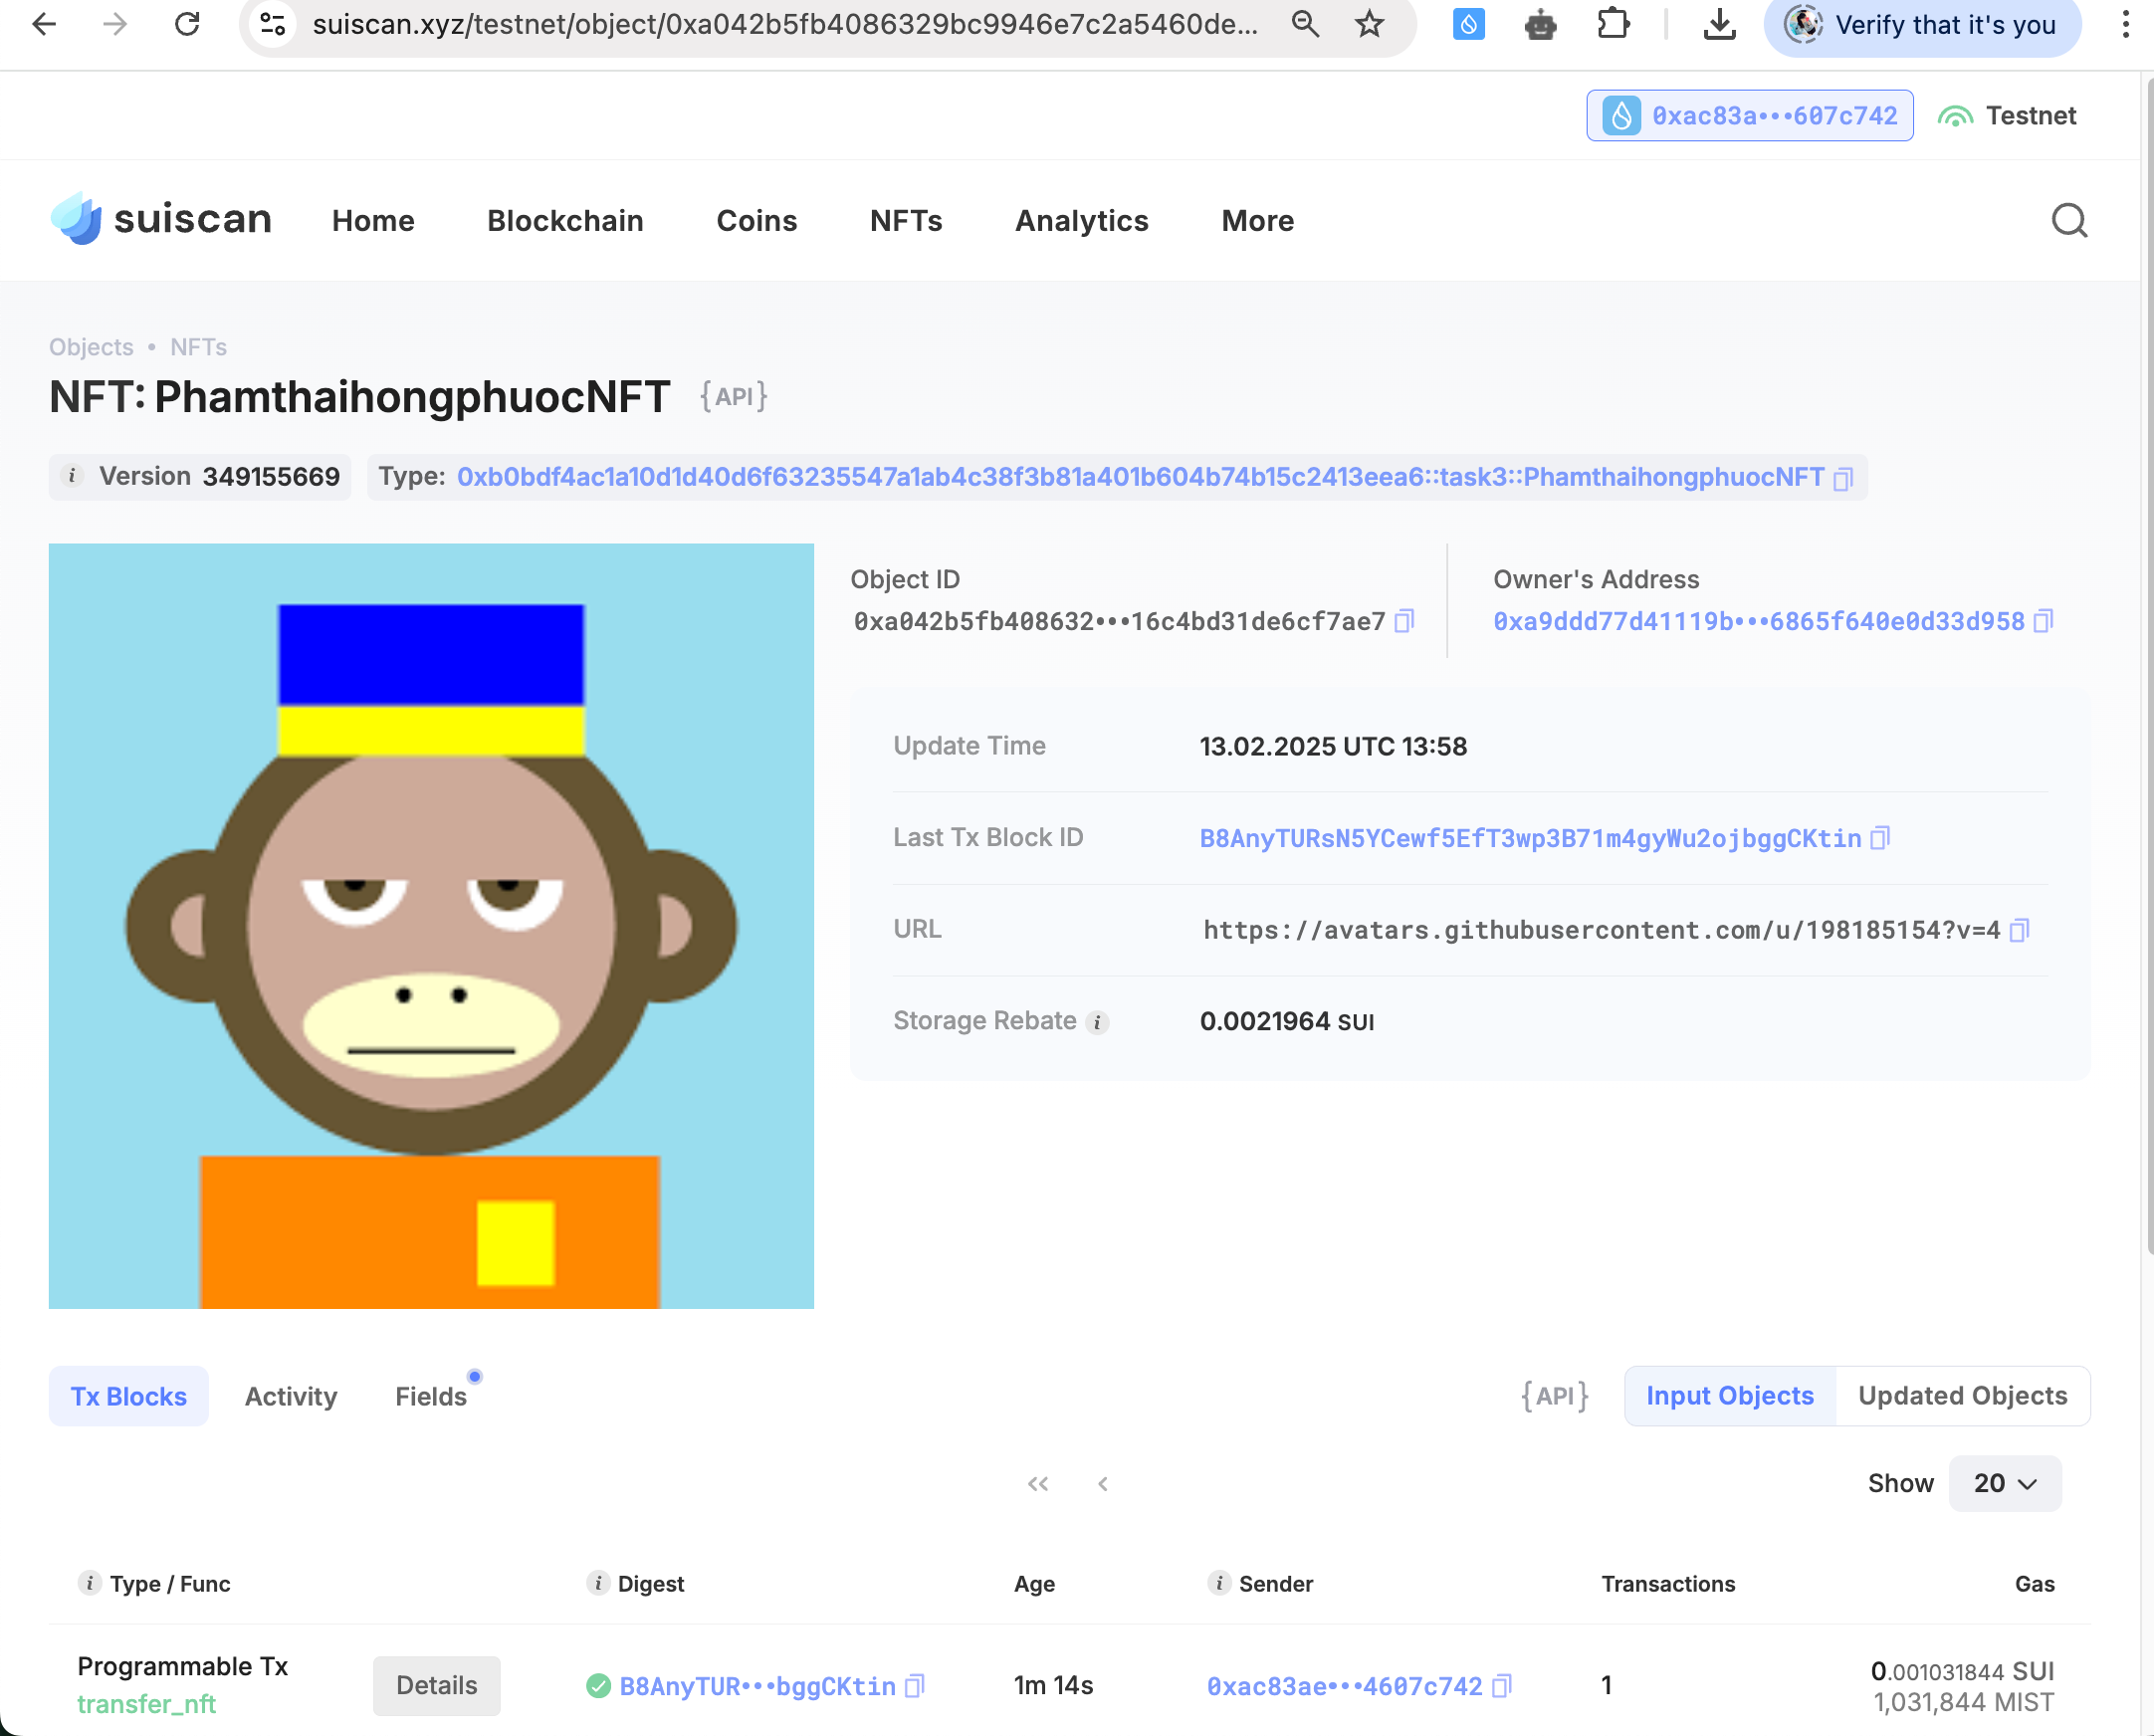 suiscan.xyz/testnet/object/0xa042b5fb4086329bc9946e7c2a5460de...
Verify that it's you
0xac83a•••607c742
Testnet
suiscan
Home
Blockchain
Coins
NFTs
Analytics
More
Objects • NFTs
NFT: PhamthaihongphuocNFT
{API}
i Version 349155669
Type: 0xb0bdf4ac1a10d1d40d6f63235547a1ab4c38f3b81a401b604b74b15c2413eea6::task3::PhamthaihongphuocNFT
Object ID
0xa042b5fb408632•••16c4bd31de6cf7ae7
Owner's Address
0xa9ddd77d41119b•••6865f640e0d33d958
Update Time
13.02.2025 UTC 13:58
Last Tx Block ID
B8AnyTURsN5YCewf5EfT3wp3B71m4gyWu2ojbggCKtin
URL
https://avatars.githubusercontent.com/u/198185154?v=4
Storage Rebate i
0.0021964 SUI
Tx Blocks
Activity
Fields
{API}
Input Objects
Updated Objects
Show
20
i Type / Func
i Digest
Age
i Sender
Transactions
Gas
Programmable Tx
transfer_nft
Details
B8AnyTUR•••bggCKtin
1m 14s
0xac83ae•••4607c742
1
0.001031844 SUI
1,031,844 MIST